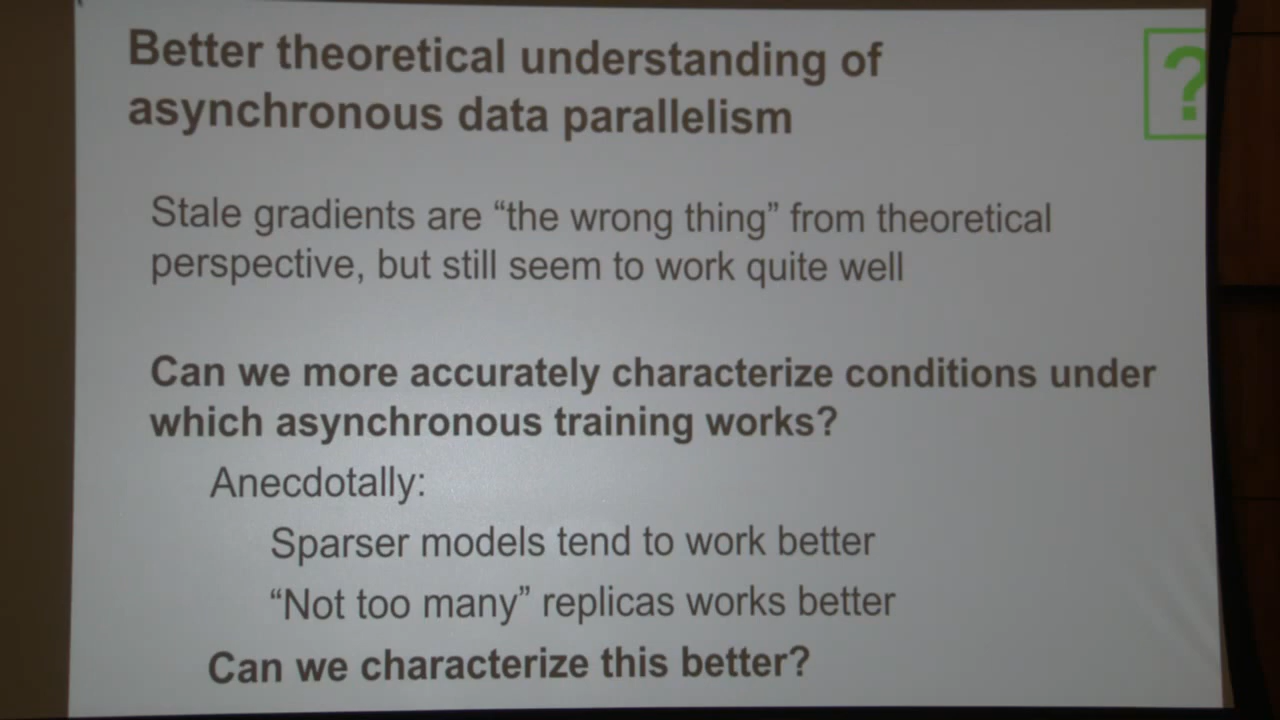 Better theoretical understanding of
asynchronous data parallelism
?
Stale gradients are “the wrong thing” from theoretical
perspective, but still seem to work quite well
Can we more accurately characterize conditions under
which asynchronous training works?
Anecdotally:
Sparser models tend to work better
“Not too many” replicas works better
Can we characterize this better?